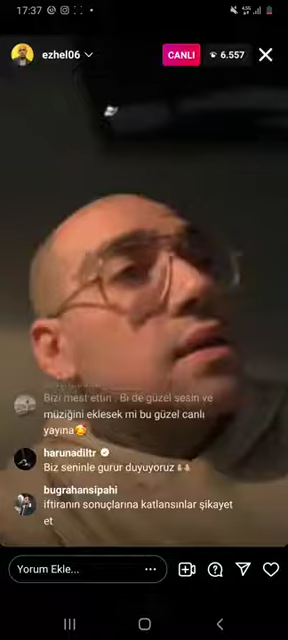 17:37
ezhel06
CANLI
6.557
Bizi mest ettin . Bi de güzel sesin ve
müziğini eklesek mi bu güzel canlı
yayına🥰
harunadiltr
Biz seninle gurur duyuyoruz
bugrahansipahi
iftiranın sonuçlarına katlansınlar şikayet
et
Yorum Ekle...